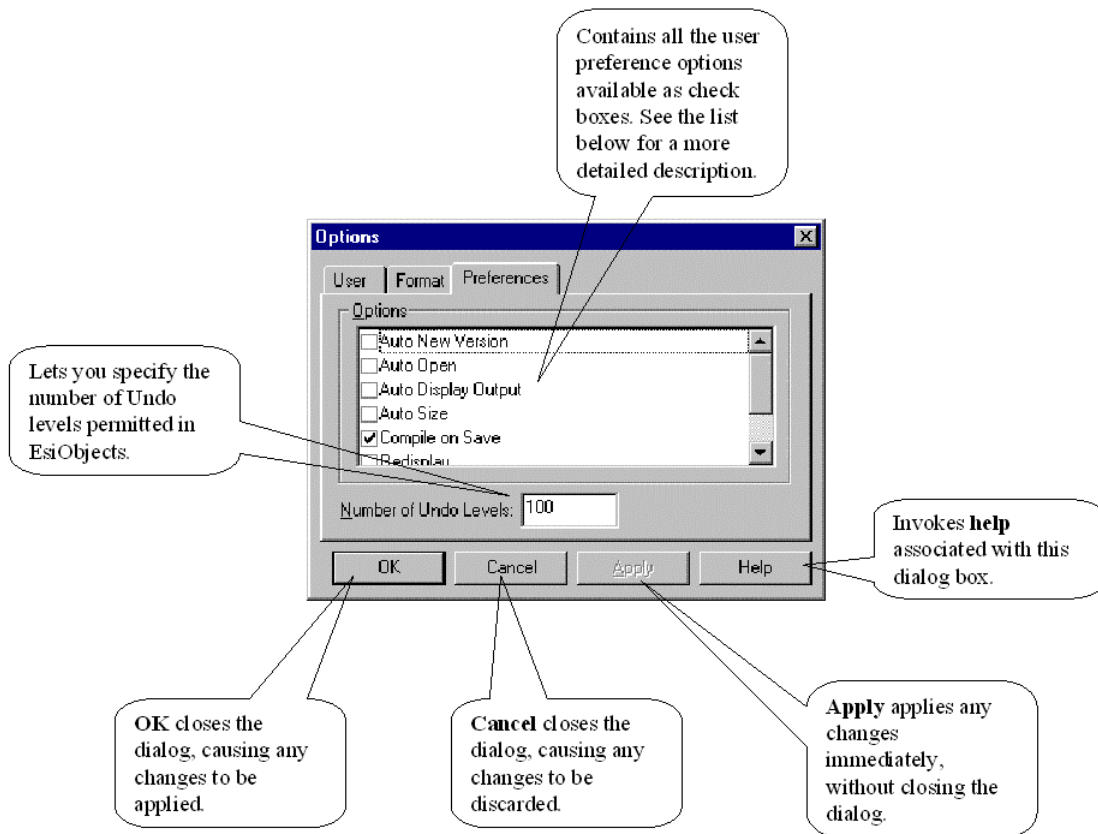 Contains all the user
preference options
available as check
boxes. See the list
below for a more
detailed description.
Options
User
Format
Preferences
Options
Auto New Version
Auto Open
Auto Display Output
Auto Size
Compile on Save
Redisplay
Lets you specify the
number of Undo
levels permitted in
EsiObjects.
Number of Undo Levels: 100
Invokes help
associated with this
dialog box.
OK
Cancel
Apply
Help
OK closes the
dialog, causing any
changes to be
applied.
Cancel closes the
dialog, causing any
changes to be
discarded.
Apply applies any
changes
immediately,
without closing the
dialog.